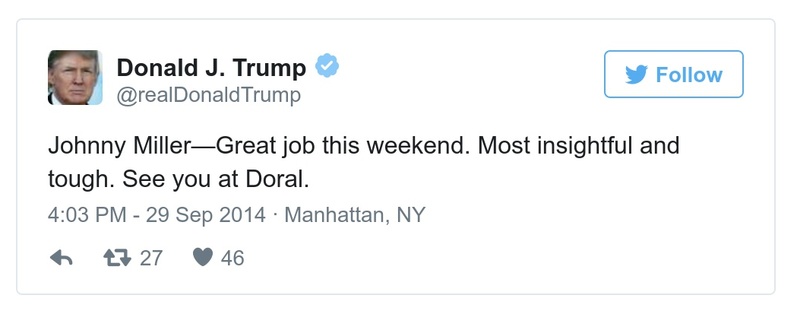 Donald J. Trump
@realDonaldTrump
Follow
Johnny Miller—Great job this weekend. Most insightful and
tough. See you at Doral.
4:03 PM - 29 Sep 2014 · Manhattan, NY
27 46